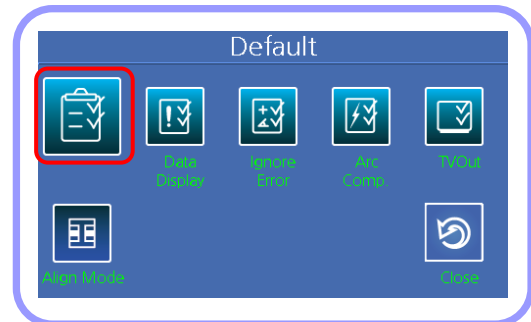 Default
Data
Display
Ignore
Error
Arc
Comp.
TVOut
Align Mode
Close